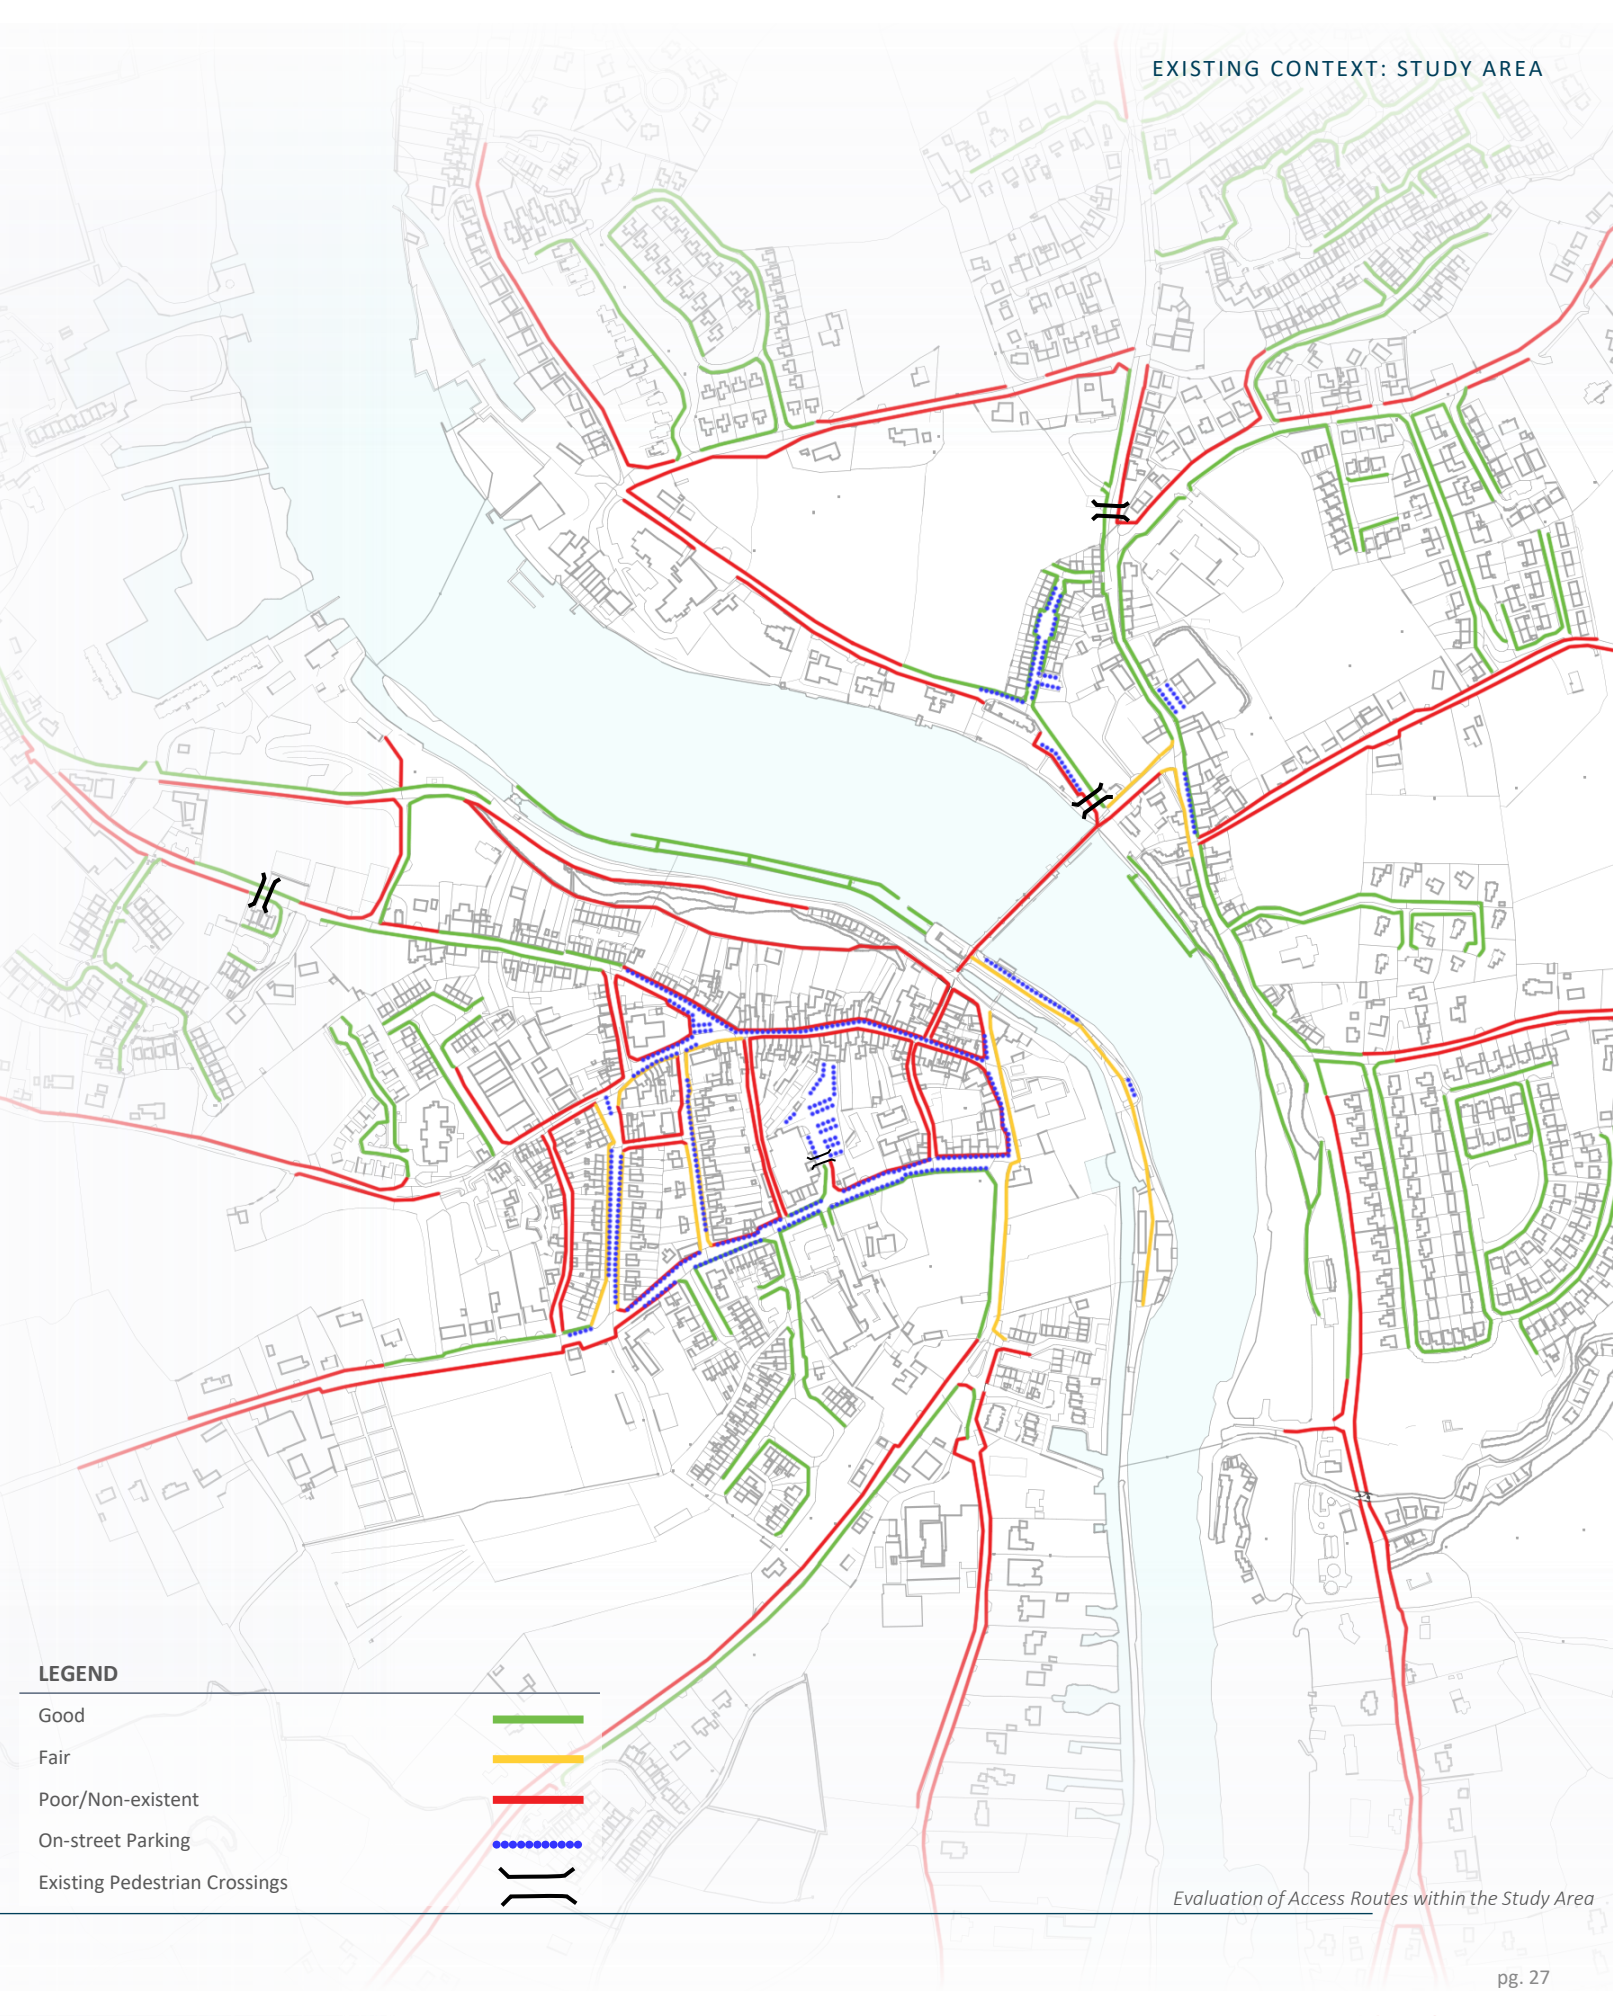 EXISTING CONTEXT: STUDY AREA
LEGEND
Good
Fair
Poor/Non-existent
On-street Parking
Existing Pedestrian Crossings
Evaluation of Access Routes within the Study Area
pg. 27